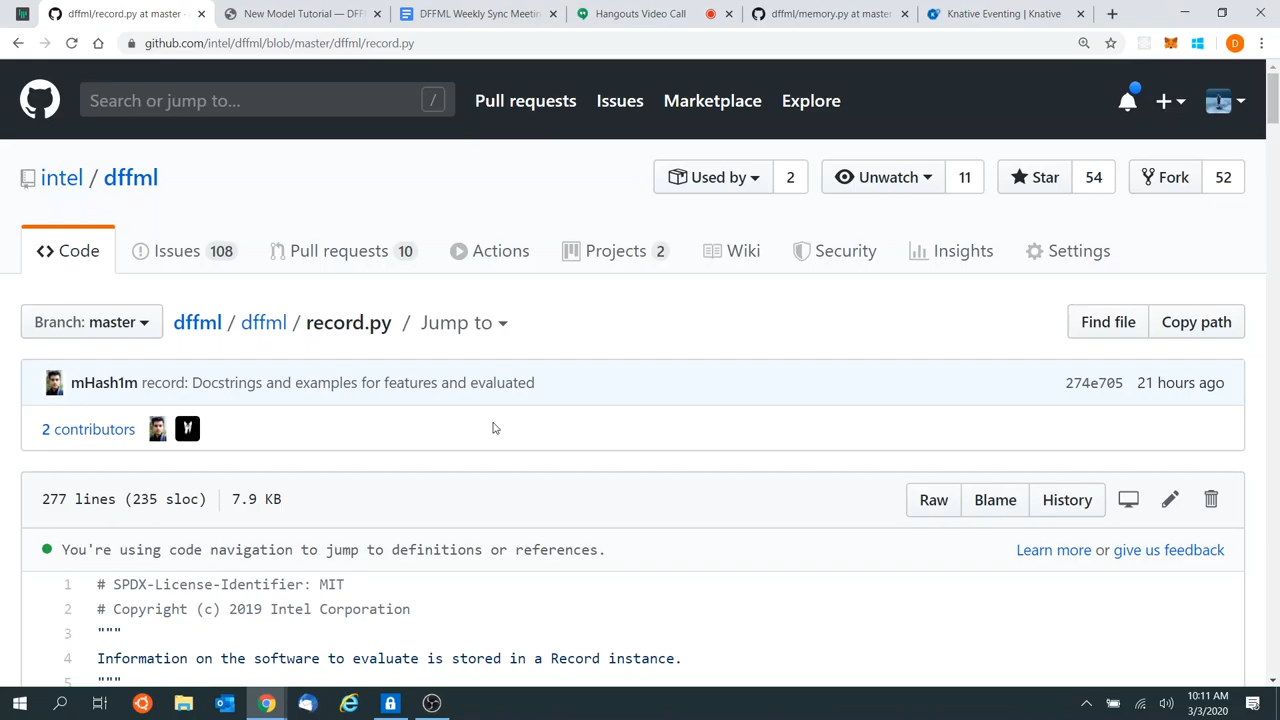 dffml/record.py at master · 
New Model Tutorial — DFF
DFFML Weekly Sync Meetin
Hangouts Video Call
dffml/memory.py at master
Knative Eventing | Knative
github.com/intel/dffml/blob/master/dffml/record.py
D
Search or jump to...
/
Pull requests
Issues
Marketplace
Explore
intel / dffml
Used by 2
Unwatch 11
Star 54
Fork 52
Code
Issues 108
Pull requests 10
Actions
Projects 2
Wiki
Security
Insights
Settings
Branch: master
dffml / dffml / record.py / Jump to
Find file
Copy path
mHash1m record: Docstrings and examples for features and evaluated
274e705 21 hours ago
2 contributors
277 lines (235 sloc) 7.9 KB
Raw
Blame
History
You're using code navigation to jump to definitions or references.
Learn more or give us feedback
1 # SPDX-License-Identifier: MIT
2 # Copyright (c) 2019 Intel Corporation
3 """
4 Information on the software to evaluate is stored in a Record instance.
5 """
10:11 AM
3/3/2020